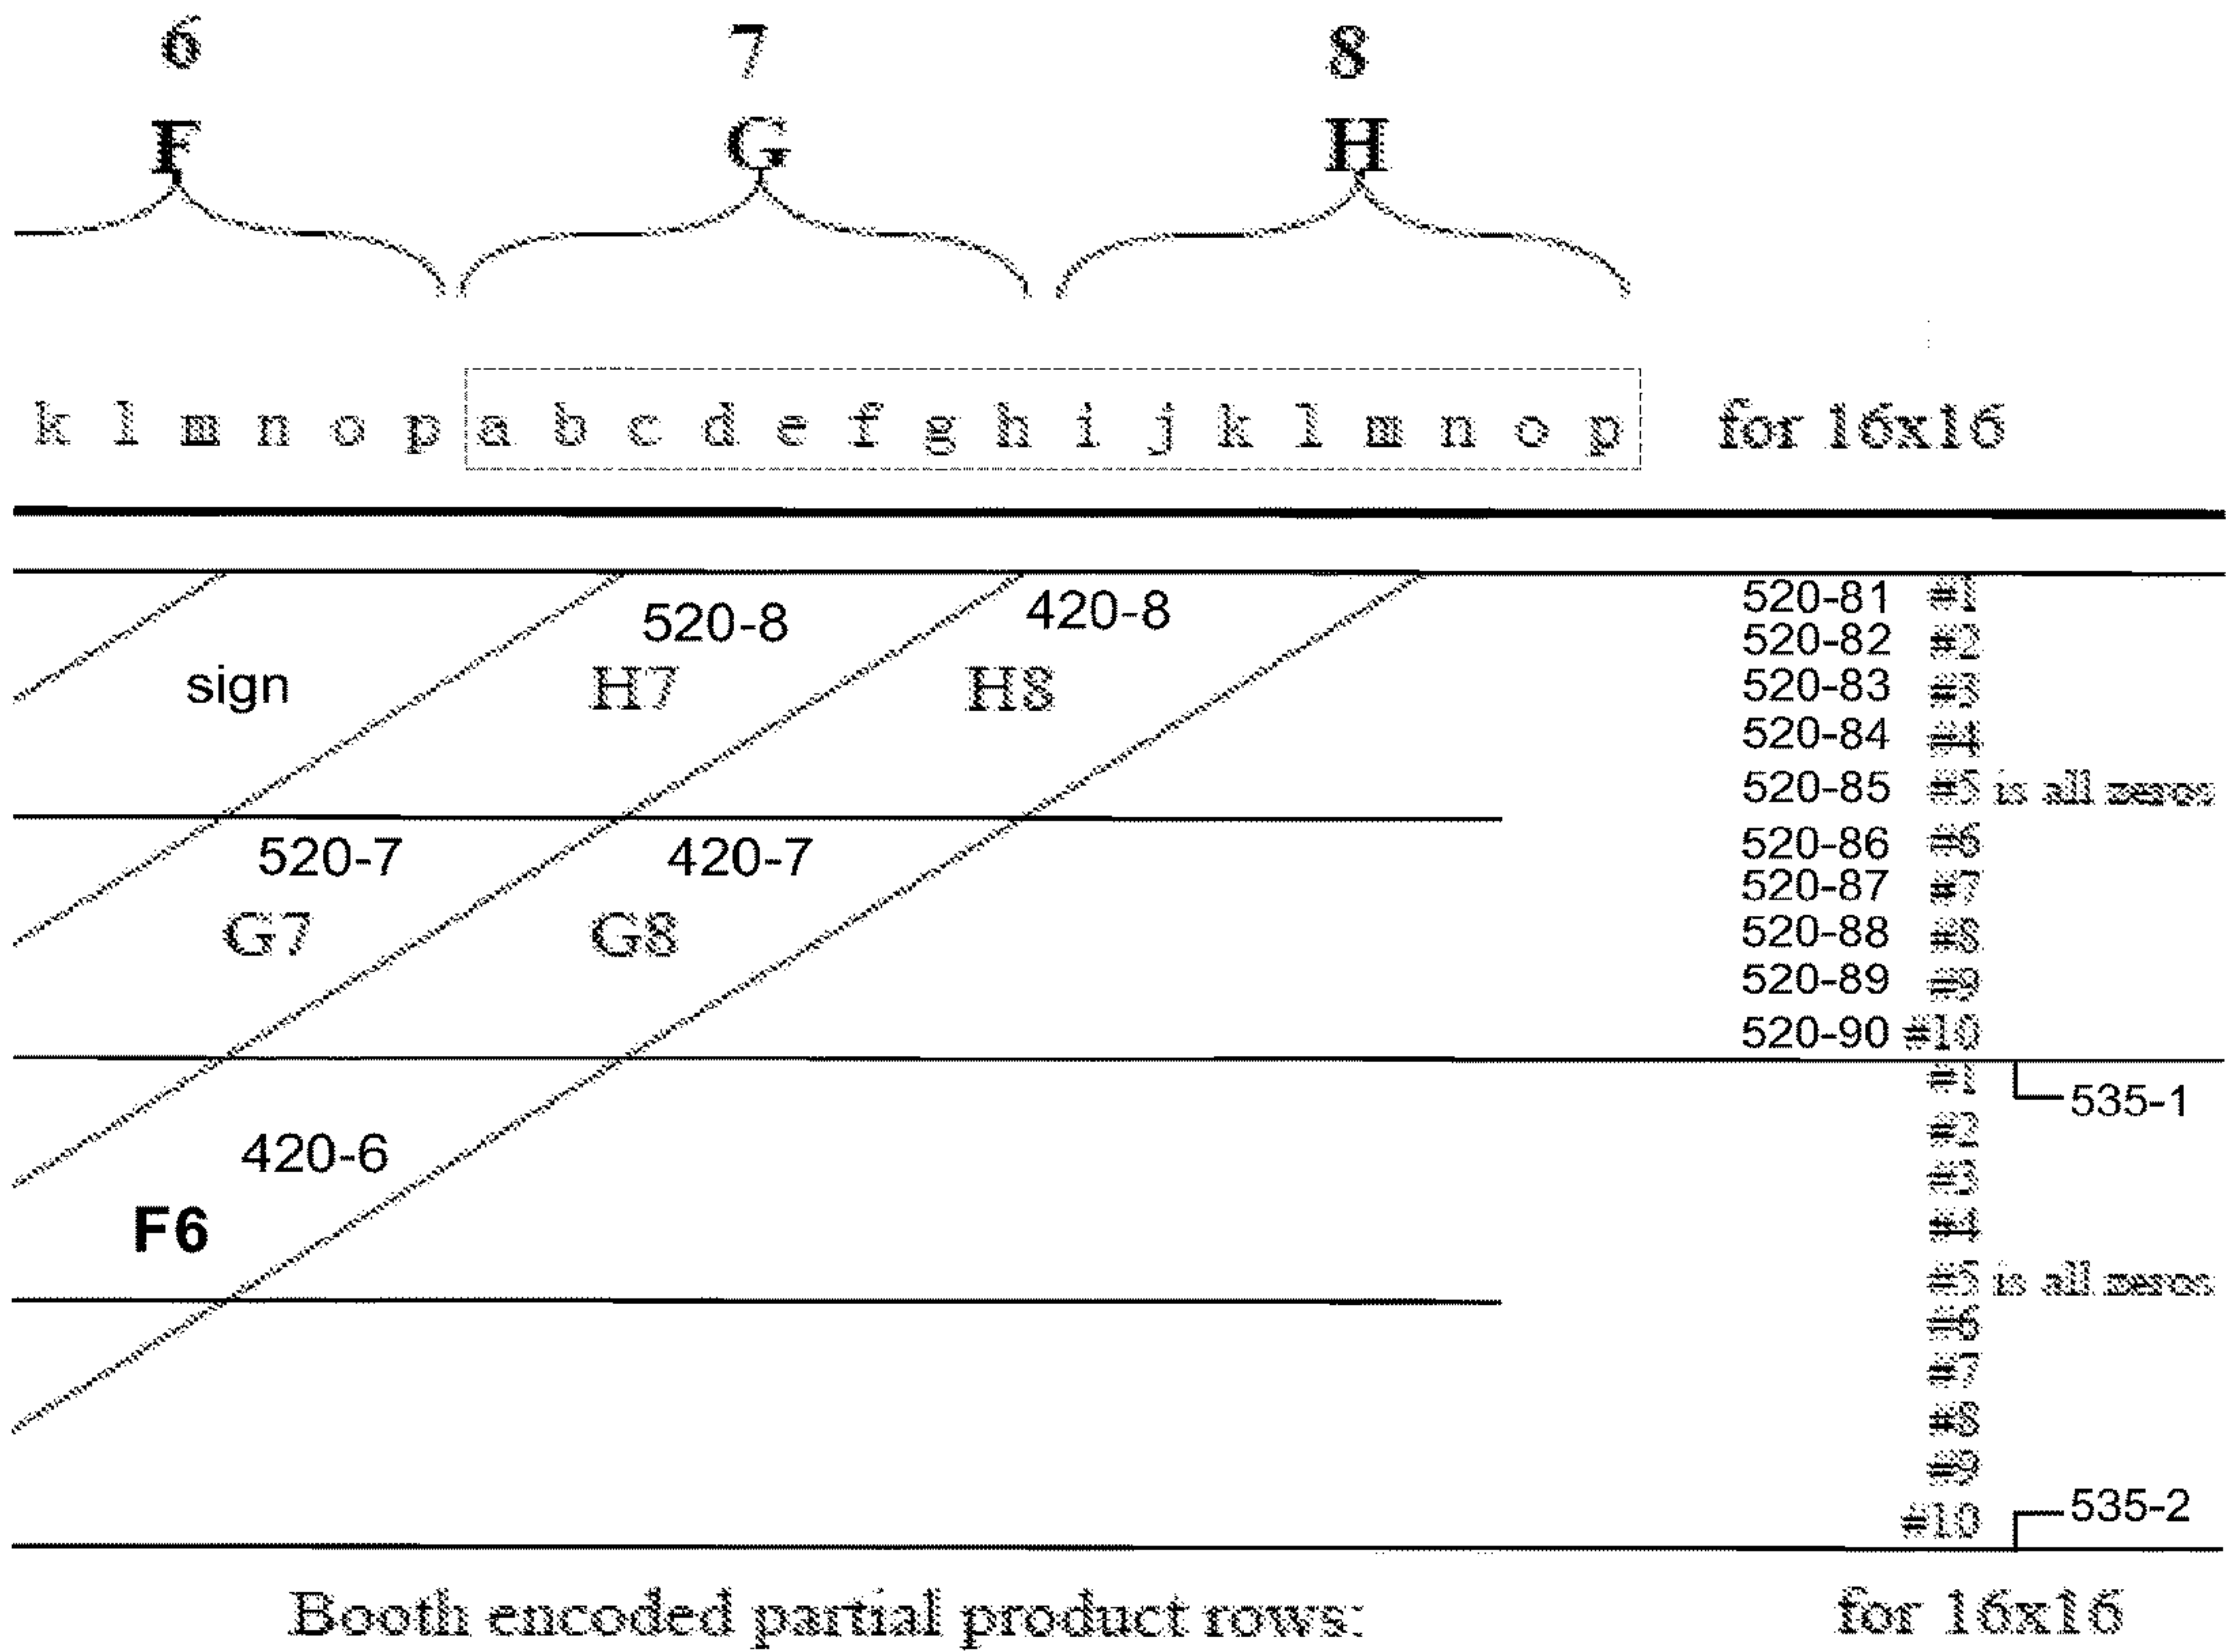 6 7 8
F G H
k l m n o p a b c d e f g h i j k l m n o p for 16x16
520-81 #1
520-8 420-8
520-82 #2
sign H7 H8 520-83 #3
520-84 #4
520-85 #5 is all zeros
520-7 420-7 520-86 #6
520-87 #7
G7 G8 520-88 #8
520-89 #9
520-90 #10
#1
535-1
#2
420-6
#3
F6 #4
#5 is all zeros
#6
#7
#8
#9
535-2
#10
Booth encoded partial product rows: for 16x16